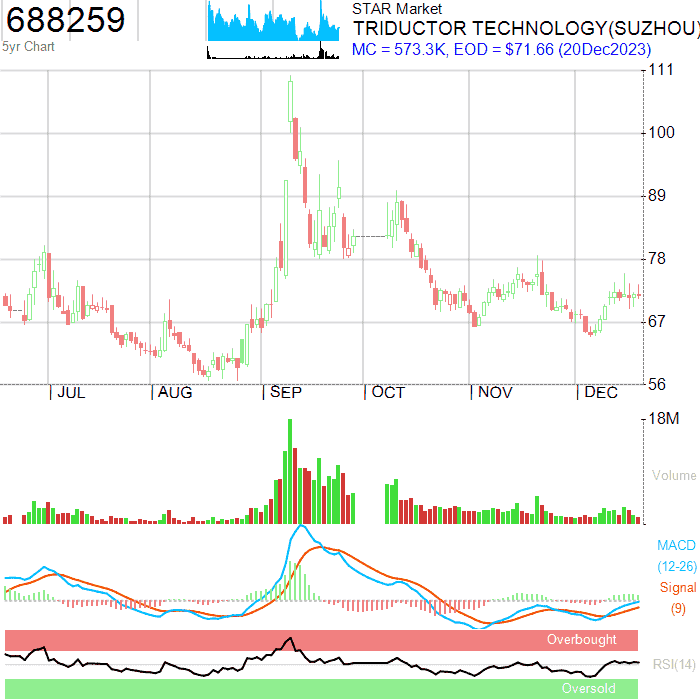 688259
5yr Chart
STAR Market
TRIDUCTOR TECHNOLOGY(SUZHOU)
MC = 573.3K, EOD = $71.66 (20Dec2023)
111
100
89
78
67
56
JUL
AUG
SEP
OCT
NOV
DEC
18M
Volume
MACD
(12-26)
Signal
(9)
Overbought
RSI(14)
Oversold